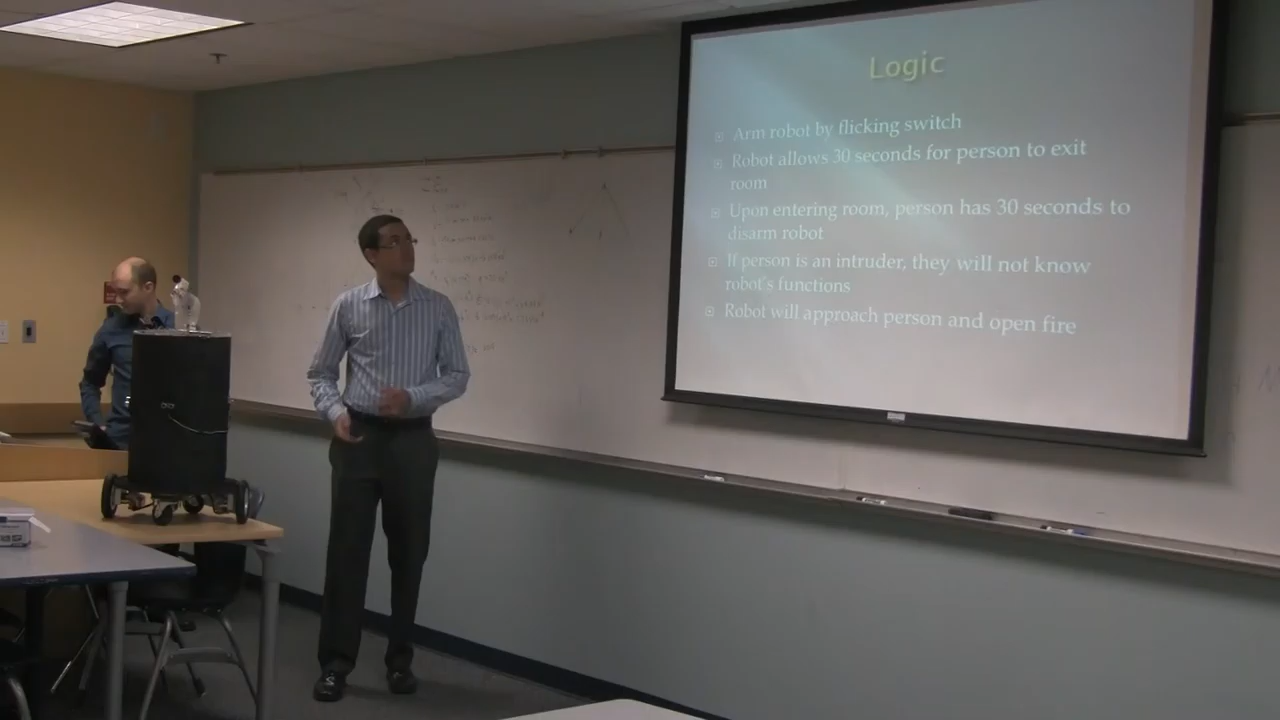 Logic
Arm robot by flicking switch
Robot allows 30 seconds for person to exit
room
Upon entering room, person has 30 seconds to
disarm robot
If person is an intruder, they will not know
robot's functions
Robot will approach person and open fire